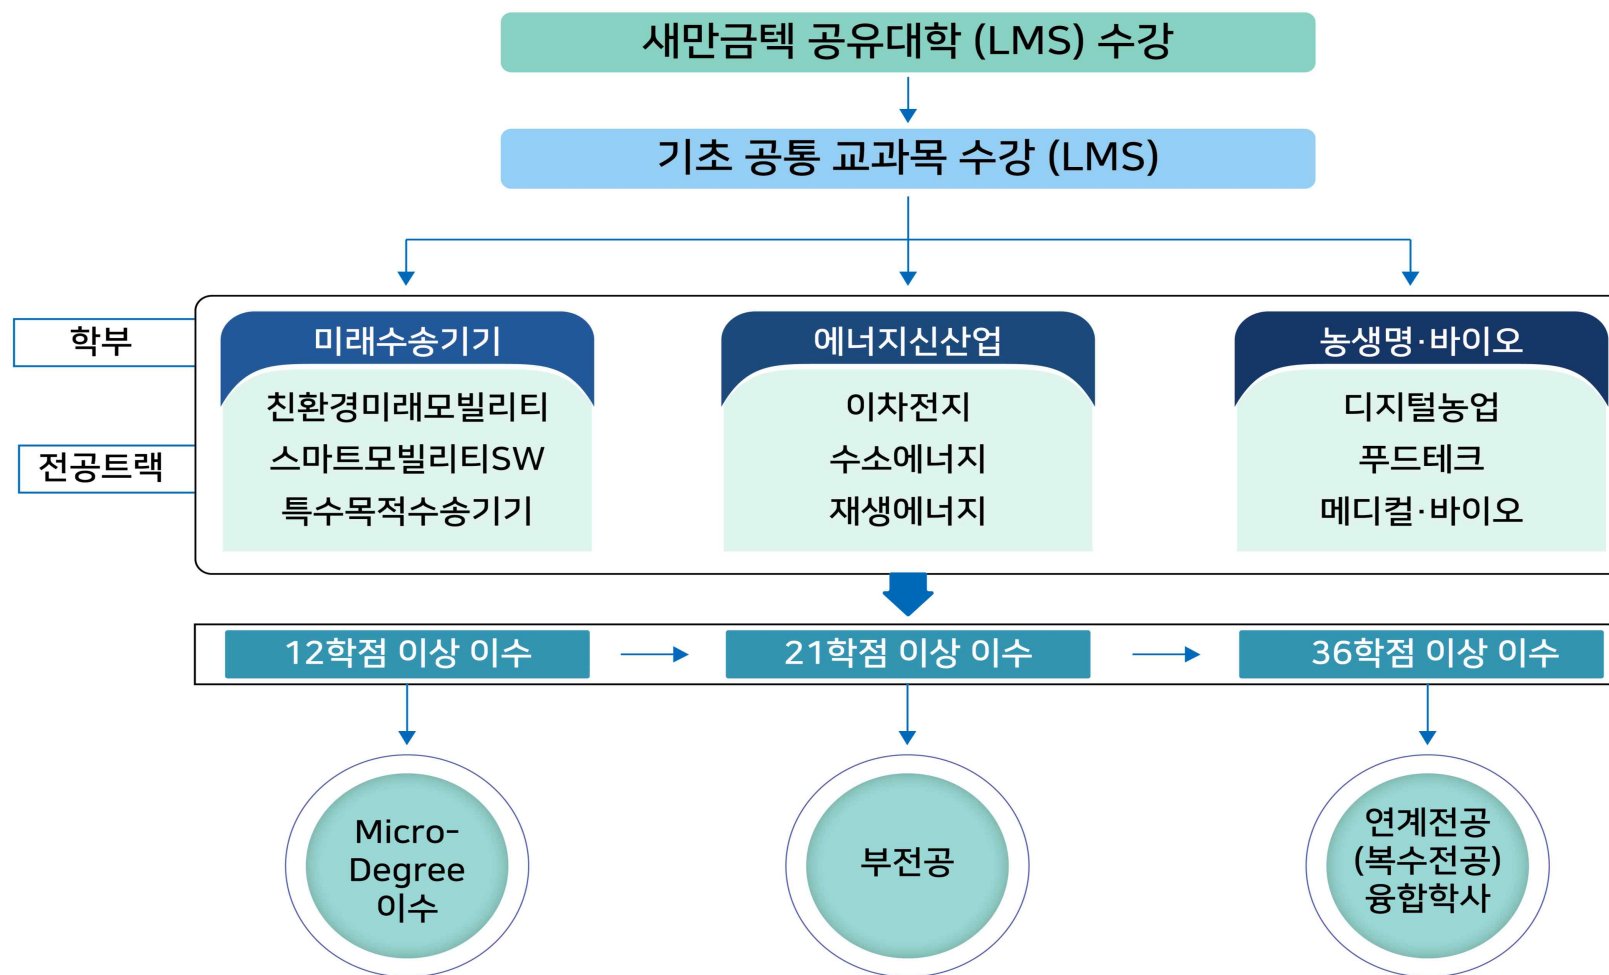 새만금텍 공유대학 (LMS) 수강
기초 공통 교과목 수강 (LMS)
학부
미래수송기기
에너지신산업
농생명·바이오
전공트랙
친환경미래모빌리티
스마트모빌리티SW
특수목적수송기기
이차전지
수소에너지
재생에너지
디지털농업
푸드테크
메디컬·바이오
12학점 이상 이수
21학점 이상 이수
36학점 이상 이수
Micro-
Degree
이수
부전공
연계전공
(복수전공)
융합학사